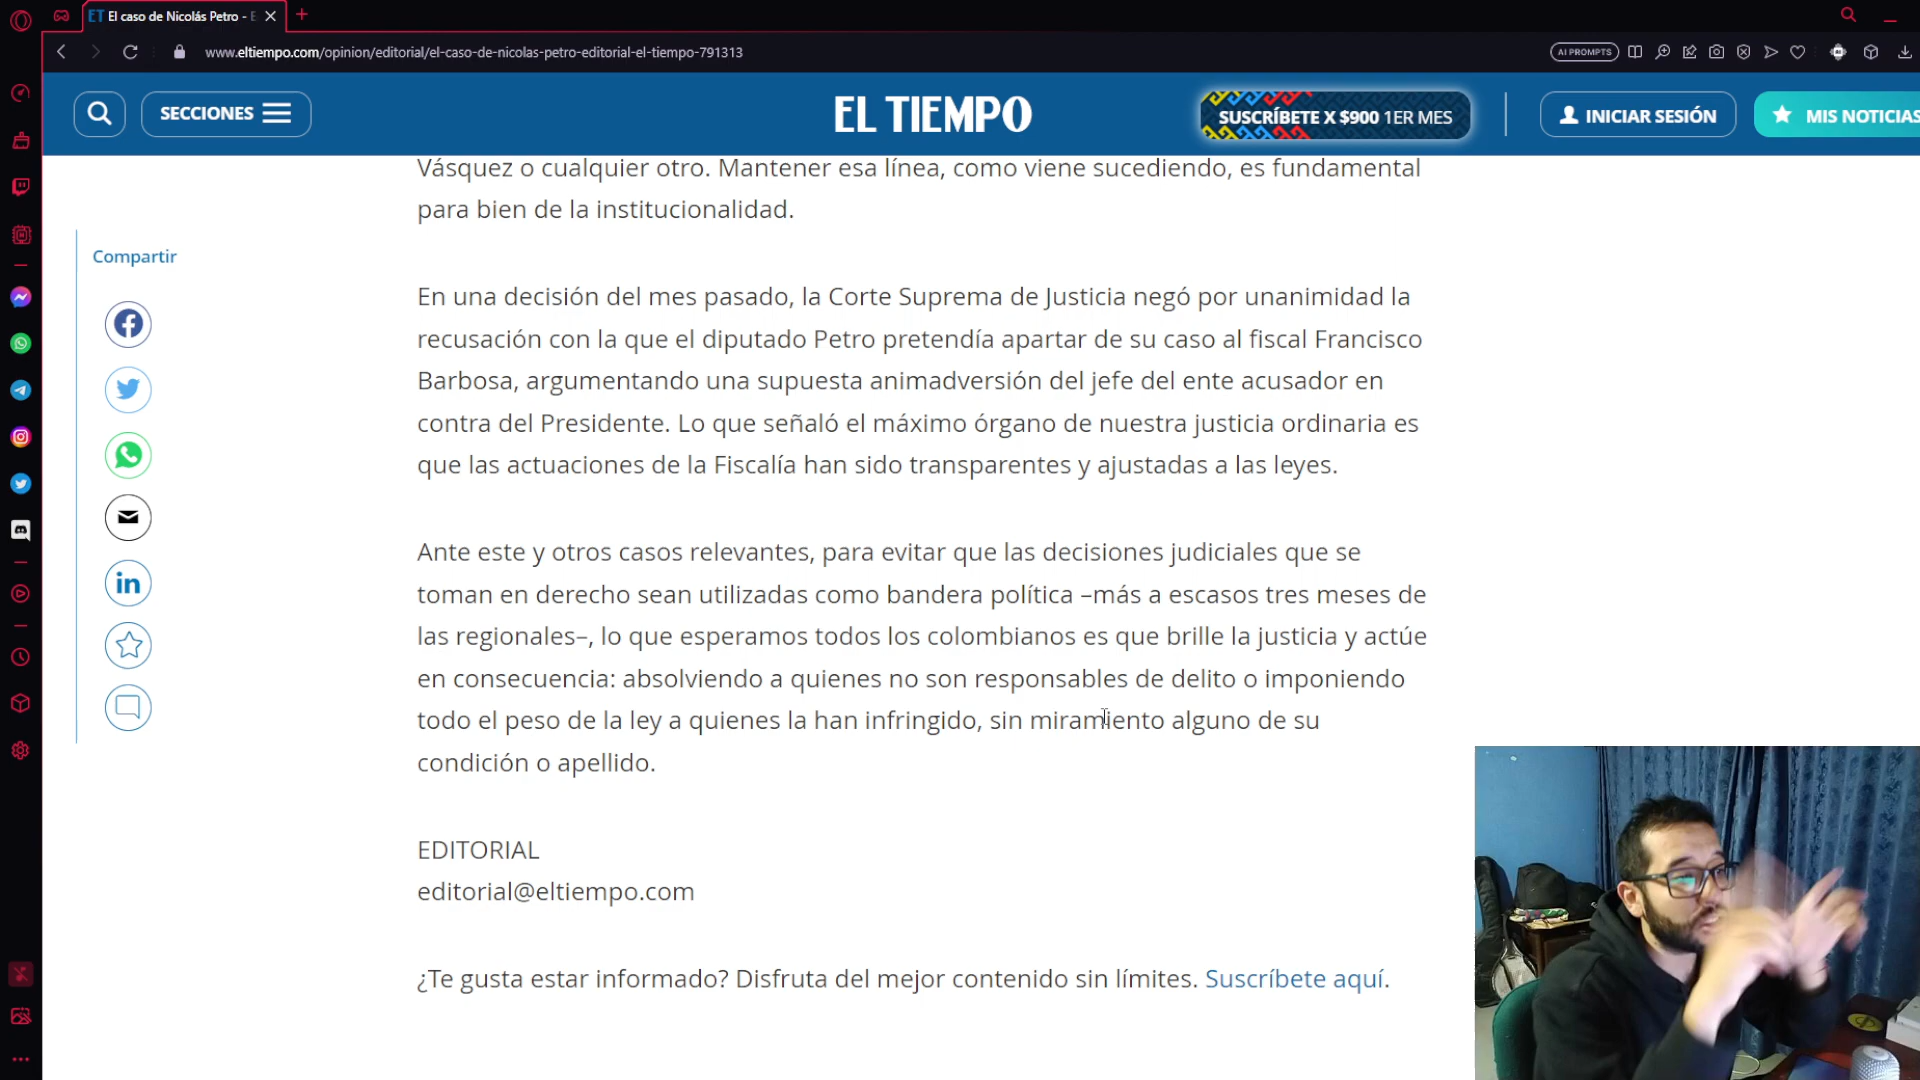 ET El caso de Nicolás Petro - E
www.eltiempo.com/opinion/editorial/el-caso-de-nicolas-petro-editorial-el-tiempo-791313
AI PROMPTS
SECCIONES
EL TIEMPO
SUSCRÍBETE X $900 1ER MES
INICIAR SESIÓN
MIS NOTICIAS
Vásquez o cualquier otro. Mantener esa línea, como viene sucediendo, es fundamental
para bien de la institucionalidad.
Compartir
En una decisión del mes pasado, la Corte Suprema de Justicia negó por unanimidad la
recusación con la que el diputado Petro pretendía apartar de su caso al fiscal Francisco
Barbosa, argumentando una supuesta animadversión del jefe del ente acusador en
contra del Presidente. Lo que señaló el máximo órgano de nuestra justicia ordinaria es
que las actuaciones de la Fiscalía han sido transparentes y ajustadas a las leyes.
Ante este y otros casos relevantes, para evitar que las decisiones judiciales que se
toman en derecho sean utilizadas como bandera política –más a escasos tres meses de
las regionales–, lo que esperamos todos los colombianos es que brille la justicia y actúe
en consecuencia: absolviendo a quienes no son responsables de delito o imponiendo
todo el peso de la ley a quienes la han infringido, sin miramiento alguno de su
condición o apellido.
EDITORIAL
editorial@eltiempo.com
¿Te gusta estar informado? Disfruta del mejor contenido sin límites. Suscríbete aquí.